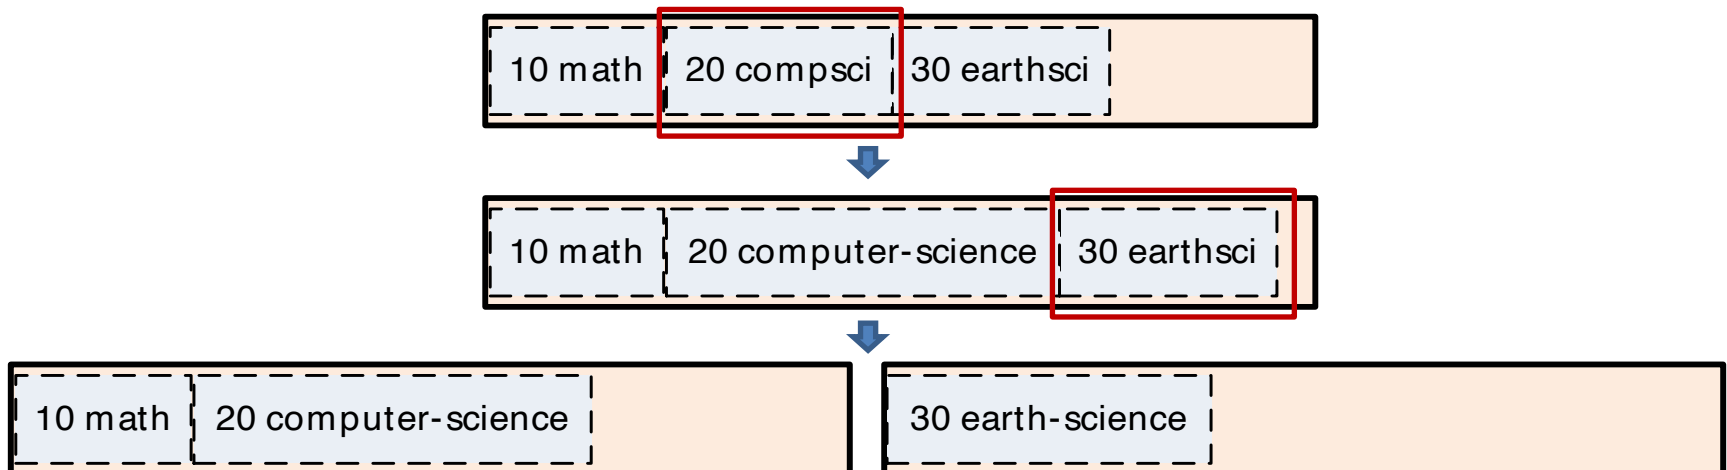 10 math 20 compsci 30 earthsci
10 math 20 computer-science 30 earthsci
10 math 20 computer-science 30 earth-science